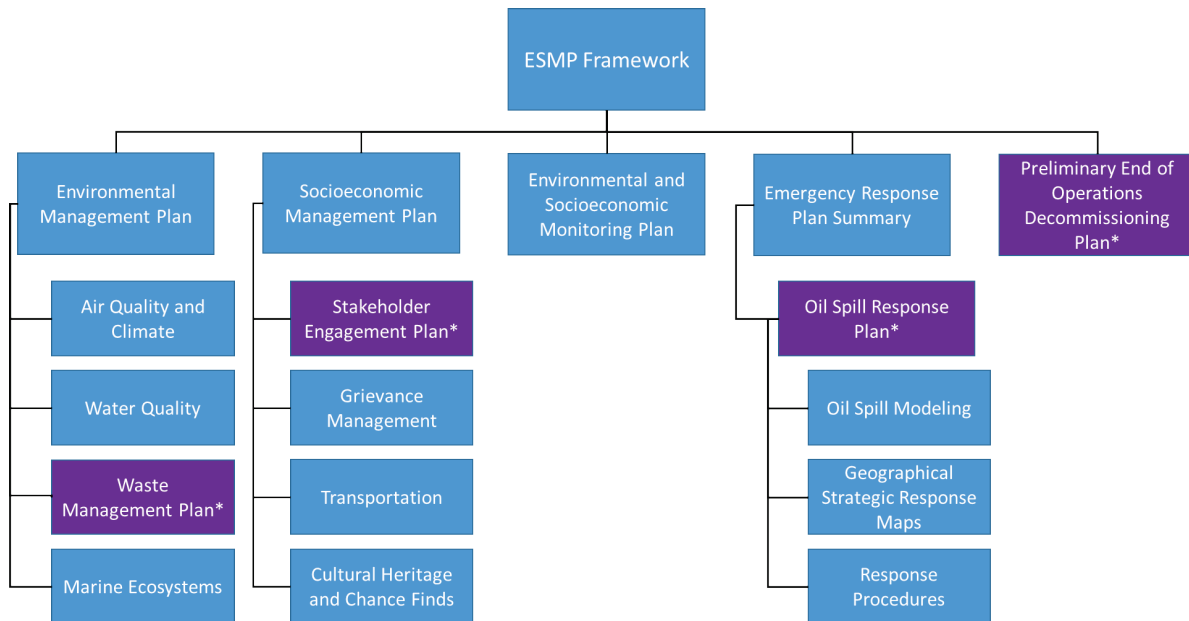 ESMP Framework
Environmental
Management Plan
Socioeconomic
Management Plan
Environmental and
Socioeconomic
Monitoring Plan
Emergency Response
Plan Summary
Preliminary End of
Operations
Decommissioning
Plan*
Air Quality and
Climate
Water Quality
Waste
Management Plan*
Marine Ecosystems
Stakeholder
Engagement Plan*
Grievance
Management
Transportation
Cultural Heritage
and Chance Finds
Oil Spill Response
Plan*
Oil Spill Modeling
Geographical
Strategic Response
Maps
Response
Procedures